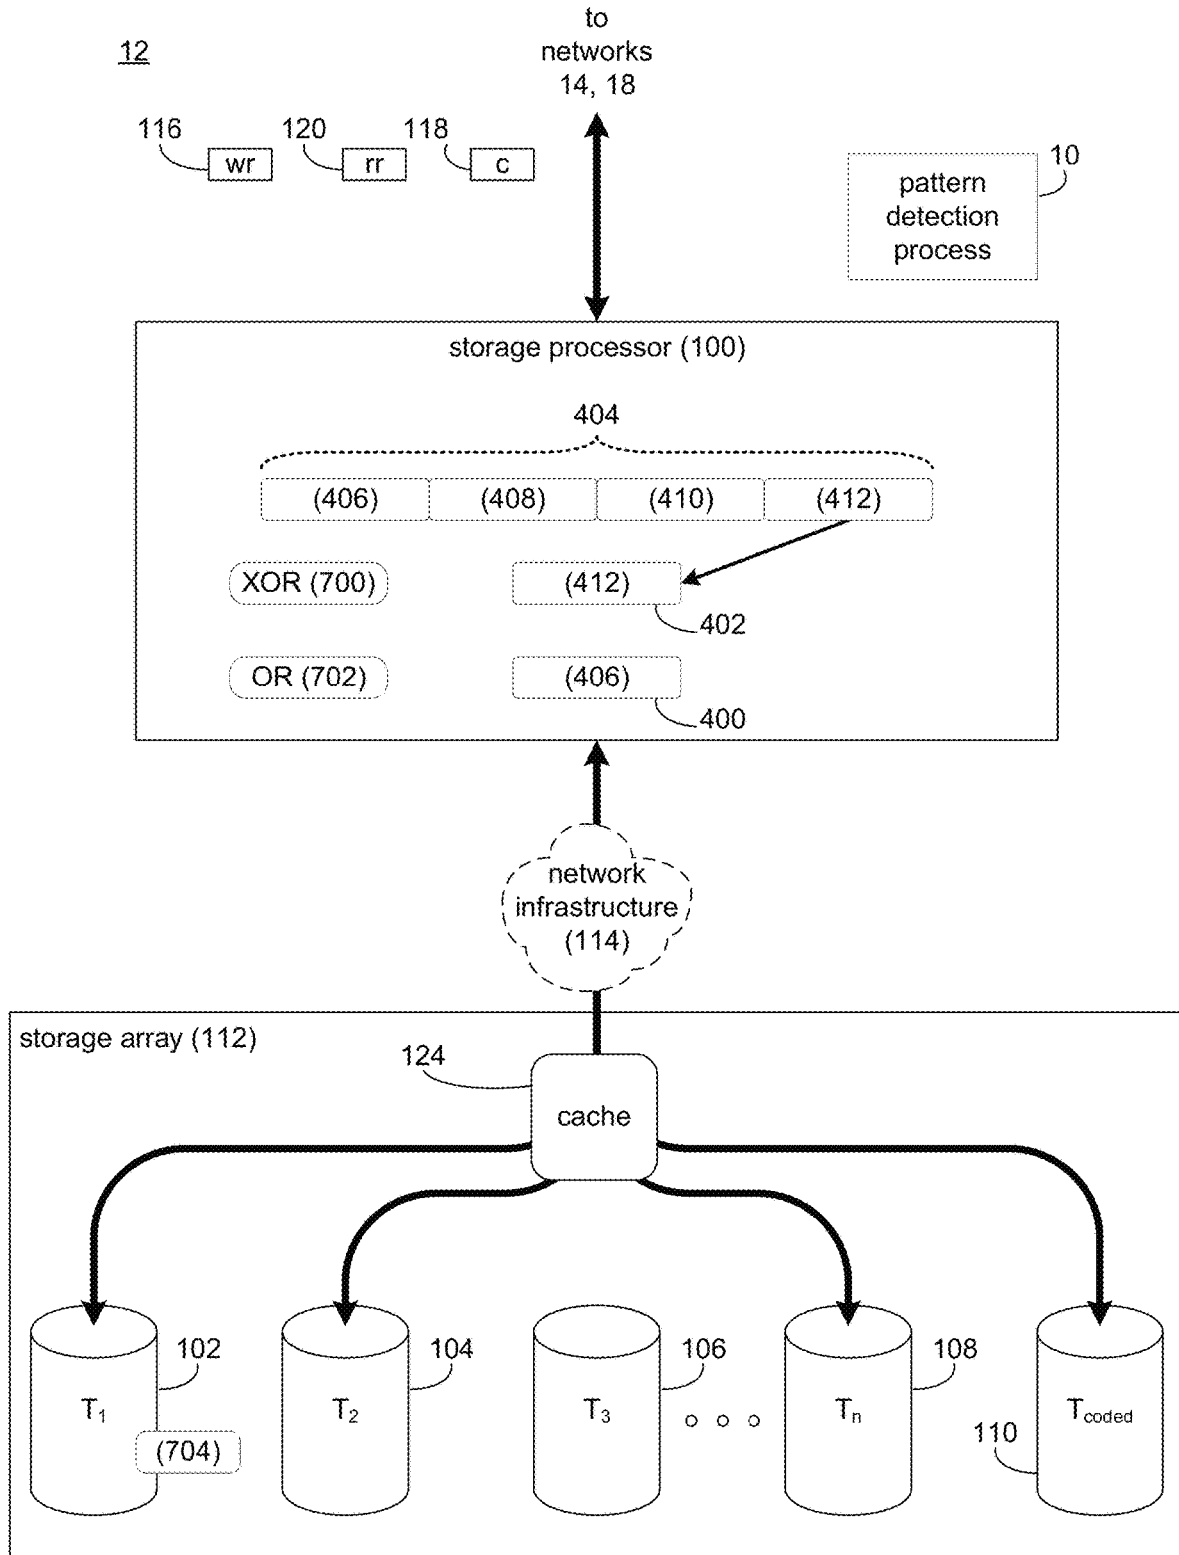 12
to
networks
14, 18
116
120
118
wr
rr
c
10
pattern
detection
process
storage processor (100)
404
(406) (408) (410) (412)
XOR (700)
(412)
402
OR (702)
(406)
400
network
infrastructure
(114)
storage array (112)
124
cache
102
104
106
108
T1
T2
T3
Tn
Tcoded
110
(704)